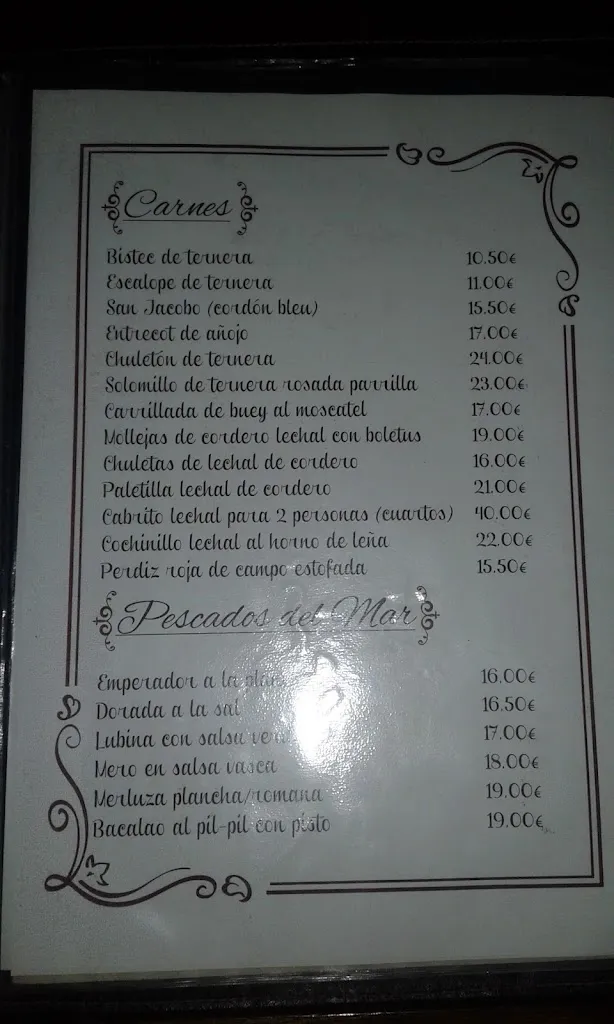 Carnes
Bistec de ternera 10.50€
Escalope de ternera 11.00€
San Jacobo (cordón bleu) 15.50€
Entrecot de añojo 17.00€
Chuletón de ternera 24.00€
Solomillo de ternera rosada parrilla 23.00€
Carrillada de buey al moscatel 17.00€
Mollejas de cordero lechal con boletus 19.00€
Chuletas de lechal de cordero 16.00€
Paletilla lechal de cordero 21.00€
Cabrito lechal para 2 personas (cuartos) 40.00€
Cochinillo lechal al horno de leña 22.00€
Perdiz roja de campo estofada 15.50€
Pescados del Mar
Emperador a la 16.00€
Dorada a la sal 16.50€
Lubina con salsa 17.00€
Mero en salsa vasca 18.00€
Merluza plancha/romana 19.00€
Bacalao al pil-pil con pisto 19.00€